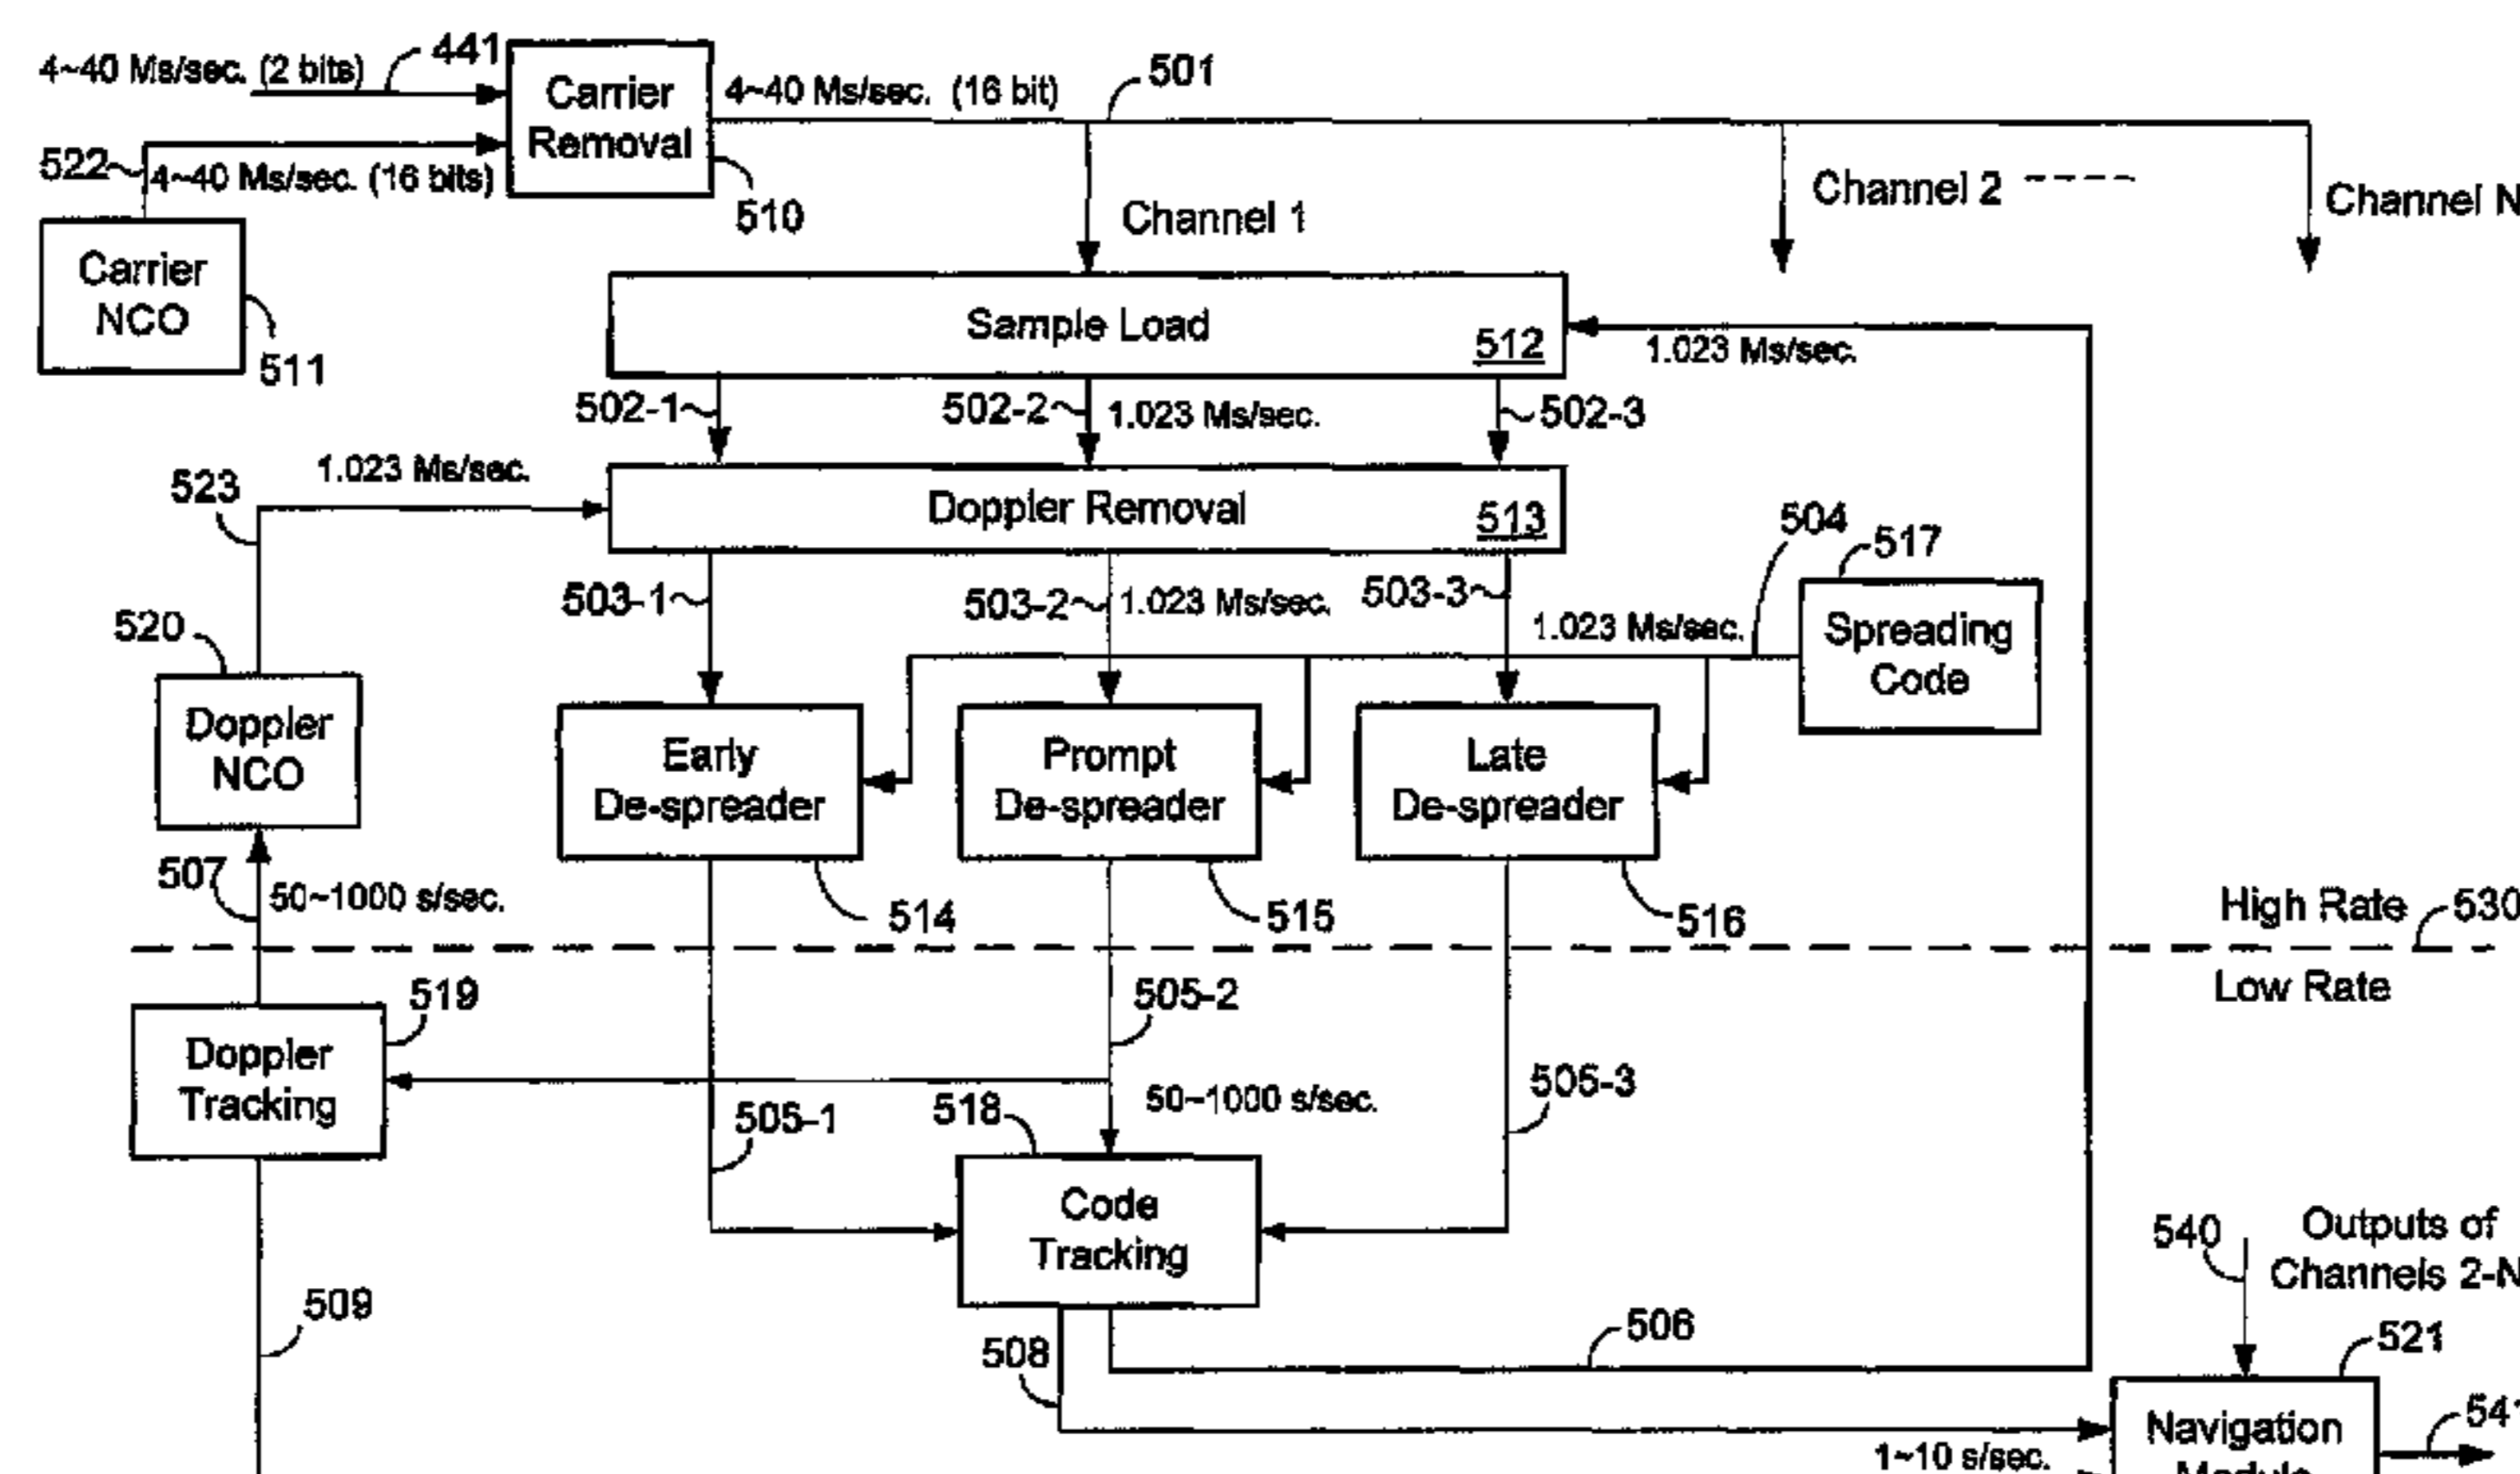 4~40 Ms/sec. (2 bits)
441
Carrier
Removal
4~40 Ms/sec. (16 bit)
501
522
4~40 Ms/sec. (16 bits)
510
Channel 1
Channel 2
Channel N
Carrier
NCO
511
Sample Load
512
1.023 Ms/sec.
502-1
502-2
1.023 Ms/sec.
502-3
523
1.023 Ms/sec.
Doppler Removal
513
504
517
503-1
503-2
1.023 Ms/sec.
503-3
1.023 Ms/sec.
Spreading
Code
520
Doppler
NCO
Early
De-spreader
Prompt
De-spreader
Late
De-spreader
507
50~1000 s/sec.
514
515
516
High Rate
530
Low Rate
519
Doppler
Tracking
505-2
505-1
518
50~1000 s/sec.
505-3
Code
Tracking
540
Outputs of
Channels 2-N
509
508
506
521
Navigation
Module
541
1~10 s/sec.